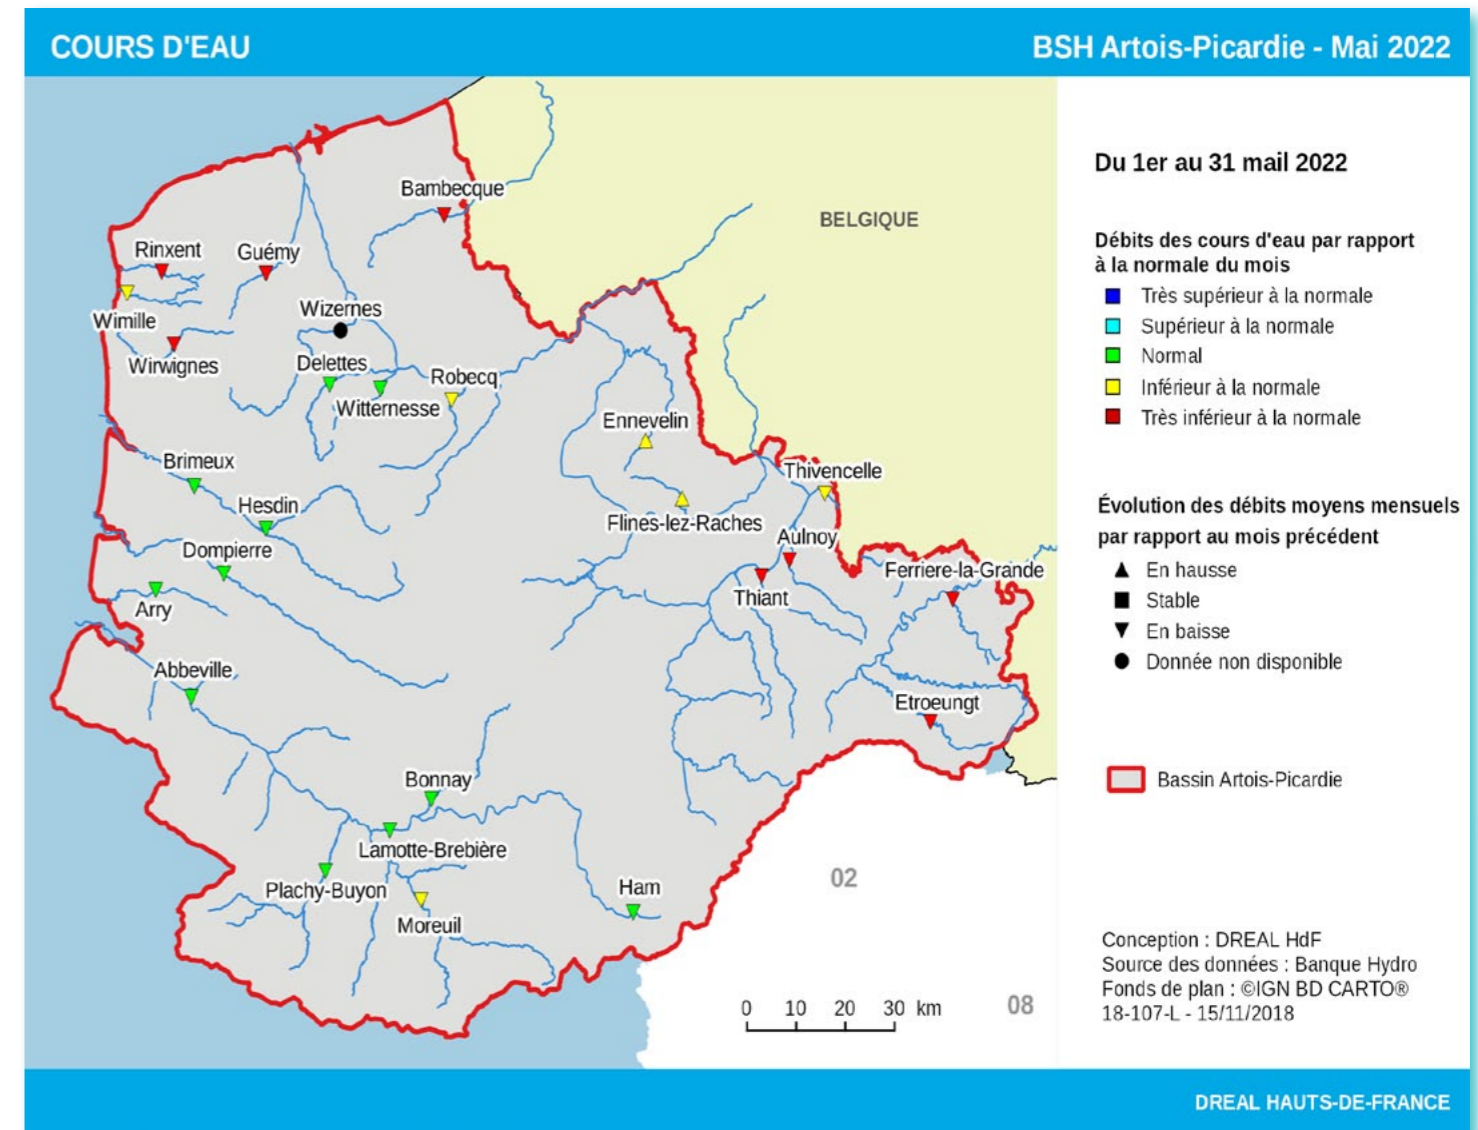 COURS D'EAU
BSH Artois-Picardie - Mai 2022
Bambecque
BELGIQUE
Rinxent
Guémy
Wizernes
Wimille
Wirwignes
Delettes
Robecq
Witternesse
Ennevelin
Brimeux
Thivencelle
Hesdin
Flines-lez-Raches
Aulnoy
Dompierre
Ferriere-la-Grande
Thiant
Arry
Abbeville
Etroeungt
Bonnay
Lamotte-Brebière
Plachy-Buyon
Ham
Moreuil
02
08
0 10 20 30 km
Du 1er au 31 mail 2022
Débits des cours d'eau par rapport
à la normale du mois
Très supérieur à la normale
Supérieur à la normale
Normal
Inférieur à la normale
Très inférieur à la normale
Évolution des débits moyens mensuels
par rapport au mois précédent
En hausse
Stable
En baisse
Donnée non disponible
Bassin Artois-Picardie
Conception : DREAL HdF
Source des données : Banque Hydro
Fonds de plan : ©IGN BD CARTO®
18-107-L - 15/11/2018
DREAL HAUTS-DE-FRANCE